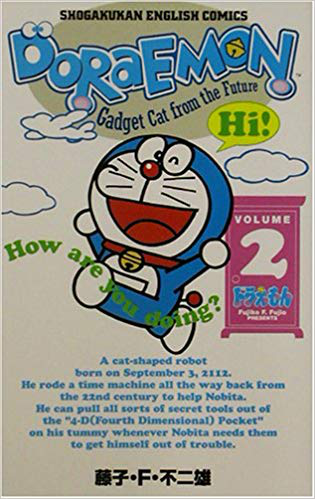 SHOGAKUKAN ENGLISH COMICS
DORAEMON
TM
Gadget Cat from the Future
Hi!
VOLUME
2
ドラえもん
Fujiko F. Fujio
PRESENTS
How are you doing?
A cat-shaped robot
born on September 3, 2112.
He rode a time machine all the way back from
the 22nd century to help Nobita.
He can pull all sorts of secret tools out of
the "4-D(Fourth Dimensional) Pocket"
on his tummy whenever Nobita needs them
to get himself out of trouble.
藤子・F・不二雄